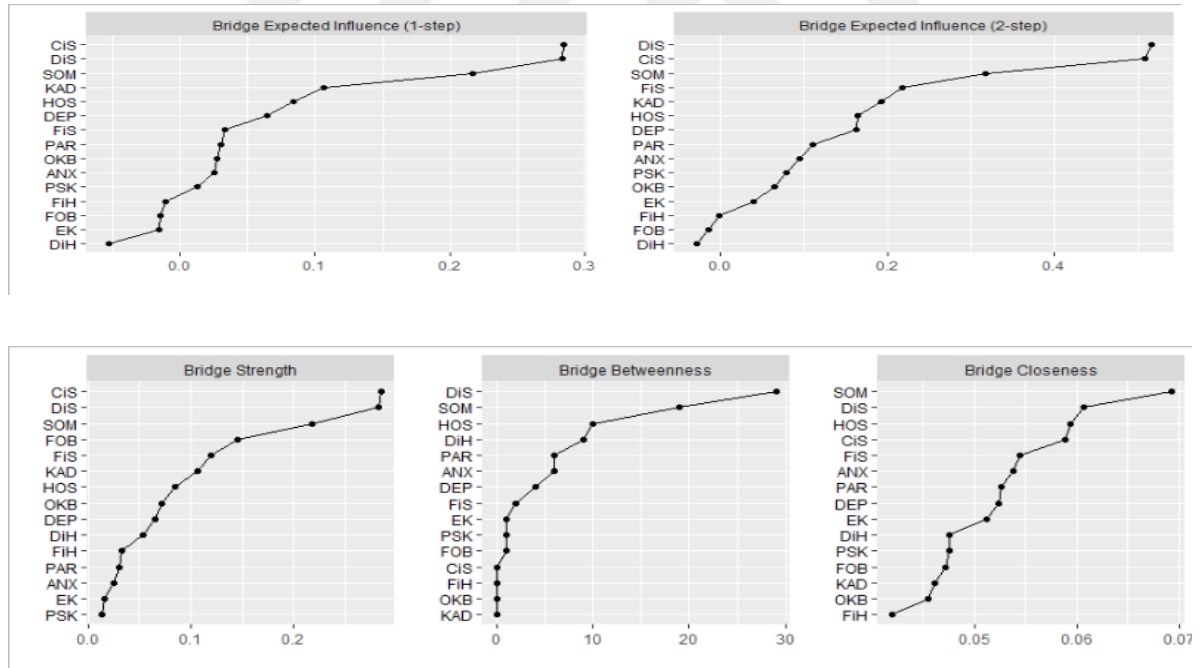 Bridge Expected Influence (1-step)
CiS
DiS
SOM
KAD
HOS
DEP
FiS
PAR
OKB
ANX
PSK
FiH
FOB
EK
DiH
0.0 0.1 0.2 0.3
Bridge Expected Influence (2-step)
DiS
CiS
SOM
FiS
KAD
HOS
DEP
PAR
ANX
PSK
OKB
EK
FiH
FOB
DiH
0.0 0.2 0.4
Bridge Strength
CiS
DiS
SOM
FOB
FiS
KAD
HOS
OKB
DEP
DiH
FiH
PAR
ANX
EK
PSK
0.0 0.1 0.2
Bridge Betweenness
DiS
SOM
HOS
DiH
PAR
ANX
DEP
FiS
EK
PSK
FOB
CiS
FiH
OKB
KAD
0 10 20 30
Bridge Closeness
SOM
DiS
HOS
CiS
FiS
ANX
PAR
DEP
EK
DiH
PSK
FOB
KAD
OKB
FiH
0.05 0.06 0.07